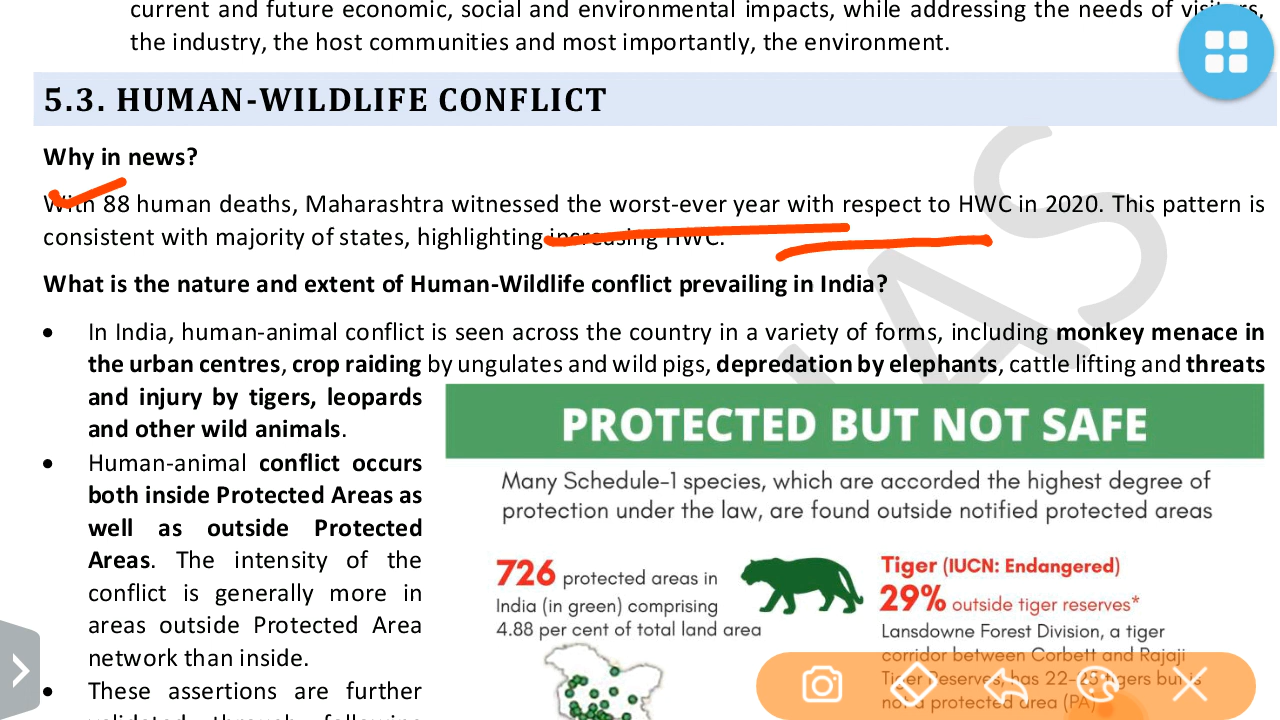 current and future economic, social and environmental impacts, while addressing the needs of
the industry, the host communities and most importantly, the environment.
5.3. HUMAN-WILDLIFE CONFLICT
Why in news?
With 88 human deaths, Maharashtra witnessed the worst-ever year with respect to HWC in 2020. This pattern is
consistent with majority of states, highlighting increasing HWC.
What is the nature and extent of Human-Wildlife conflict prevailing in India?
• In India, human-animal conflict is seen across the country in a variety of forms, including monkey menace in
the urban centres, crop raiding by ungulates and wild pigs, depredation by elephants, cattle lifting and threats
and injury by tigers, leopards
and other wild animals.
• Human-animal conflict occurs
both inside Protected Areas as
well as outside Protected
Areas. The intensity of the
conflict is generally more in
areas outside Protected Area
network than inside.
• These assertions are further
validated through following
PROTECTED BUT NOT SAFE
Many Schedule-1 species, which are accorded the highest degree of
protection under the law, are found outside notified protected areas
726 protected areas in
India (in green) comprising
4.88 per cent of total land area
Tiger (IUCN: Endangered)
29% outside tiger reserves*
Lansdowne Forest Division, a tiger
corridor between Corbett and Rajaji
Tiger Reserves, has 22-25 tigers but is
not a protected area (PA)
IAS